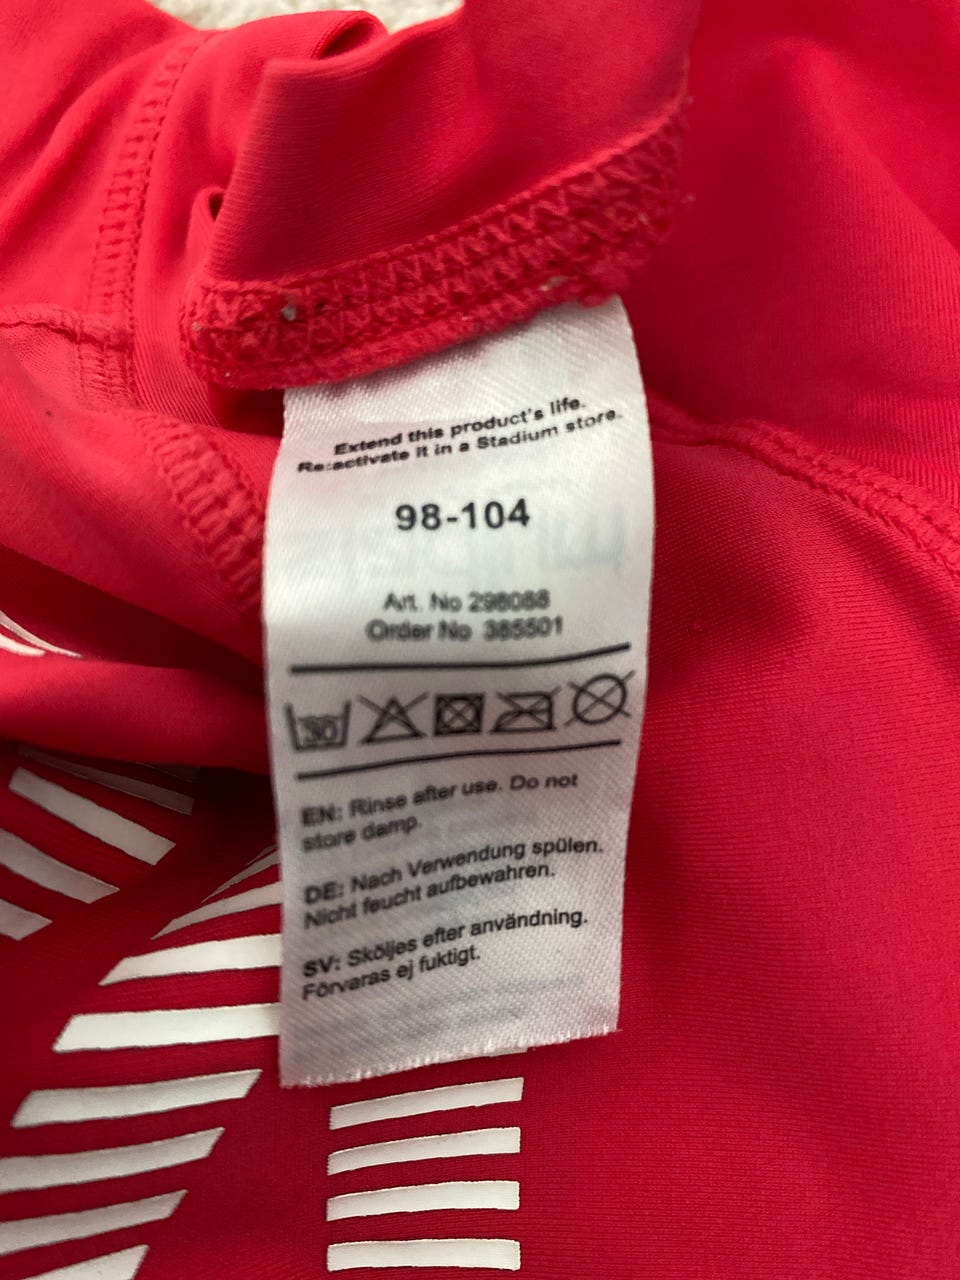 Extend this product's life.
Re:activate it in a Stadium store.
98-104
Art. No 298088
Order No 385501
30
EN: Rinse after use. Do not
store damp.
DE: Nach Verwendung spülen.
Nicht feucht aufbewahren.
SV: Sköljes efter användning.
Förvaras ej fuktigt.